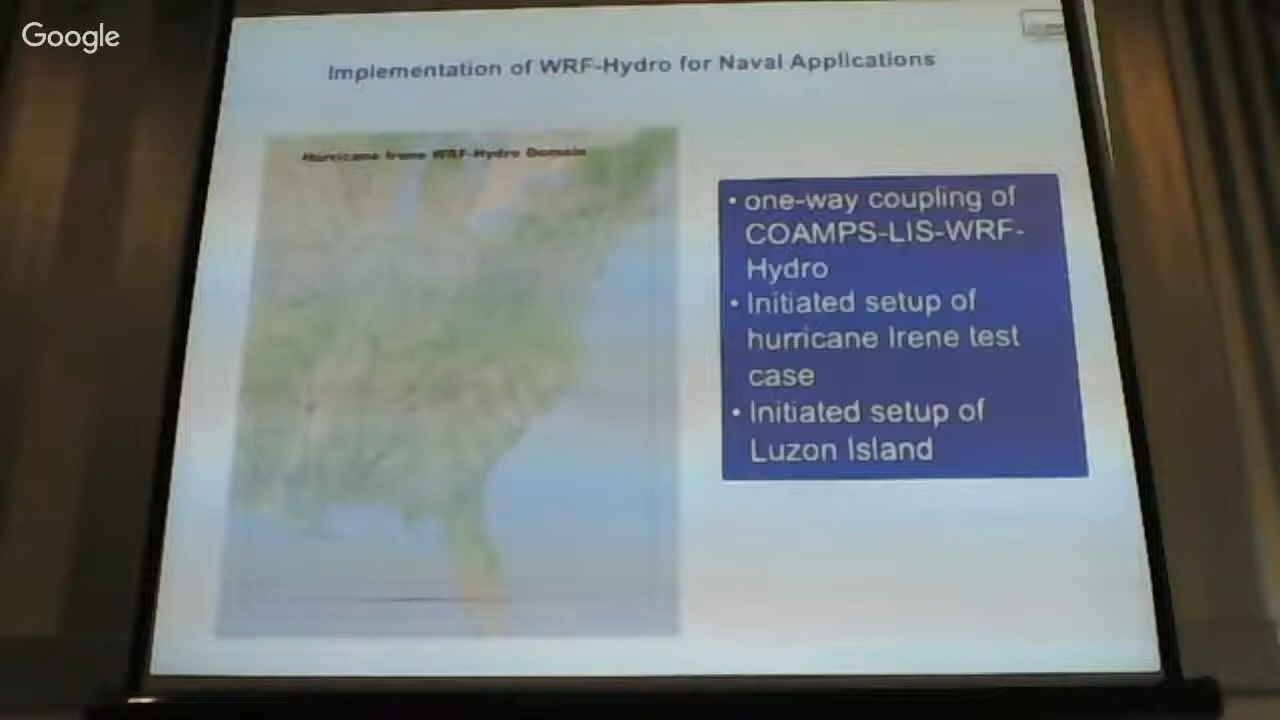 Google
Implementation of WRF-Hydro for Naval Applications
Hurricane Irene WRF-Hydro Domain
• one-way coupling of
COAMPS-LIS-WRF-
Hydro
• Initiated setup of
hurricane Irene test
case
• Initiated setup of
Luzon Island